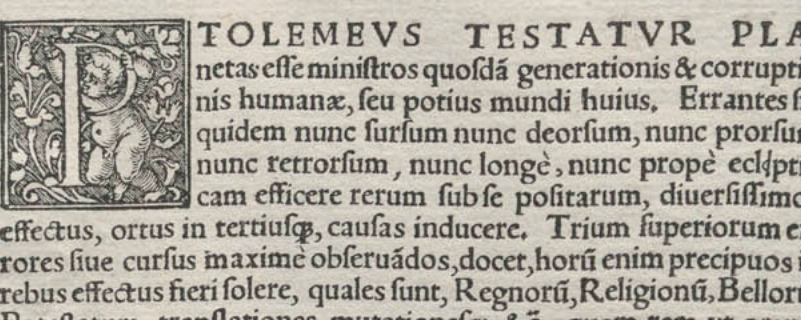 PTOLEMEVS TESTATVR PLA
netas eſſe miniſtros quoſdã generationis & corrupti
nis humanæ, ſeu potius mundi huius. Errantes ſ
quidem nunc ſurſum nunc deorſum, nunc prorſu
nunc retrorſum, nunc longè, nunc propè
cam efficere rerum ſub ſe poſitarum, diuerſiſſimo
effectus, ortus in tertiuſꝗ, cauſas inducere. Trium ſuperiorum e
rores ſiue curſus maximè obſeruãdos, docet, horũ enim precipuos
rebus effectus fieri ſolere, quales ſunt, Regnorũ, Religionũ, Bellor